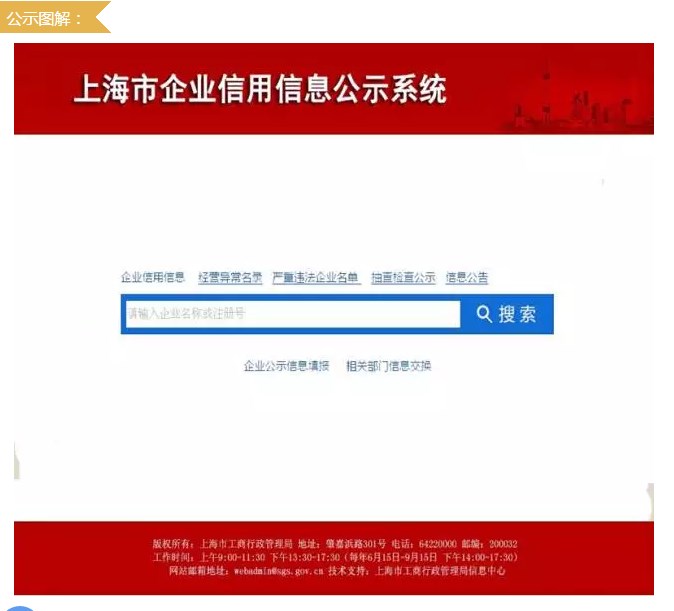 公示图解：
上海市企业信用信息公示系统
企业信用信息 经营异常名录 严重违法企业名单 抽查检查公示 信息公告
请输入企业名称或注册号 搜索
企业公示信息填报 相关部门信息交换
版权所有：上海市工商行政管理局 地址：肇嘉浜路301号 电话：64220000 邮编：200032
工作时间：上午9:00-11:30 下午13:30-17:30（每年6月15日-9月15日 下午14:00-17:30）
网站邮箱地址：webadmin@sgs.gov.cn 技术支持：上海市工商行政管理局信息中心